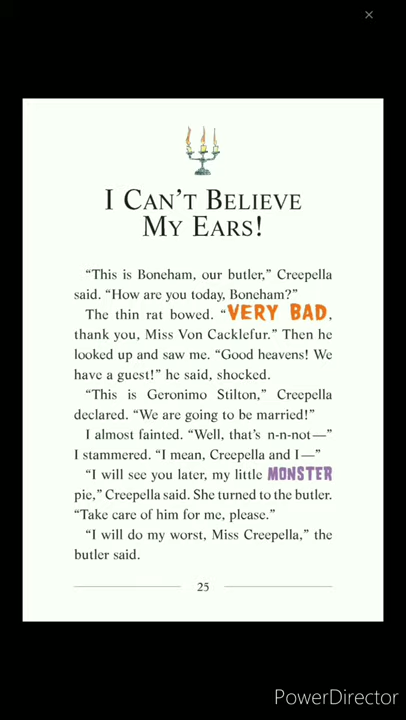 I CAN'T BELIEVE
MY EARS!
“This is Boneham, our butler,” Creepella
said. “How are you today, Boneham?”
The thin rat bowed. “VERY BAD,
thank you, Miss Von Cacklefur.” Then he
looked up and saw me. “Good heavens! We
have a guest!” he said, shocked.
“This is Geronimo Stilton,” Creepella
declared. “We are going to be married!”
I almost fainted. “Well, that’s n-n-not—”
I stammered. “I mean, Creepella and I—”
“I will see you later, my little MONSTER
pie,” Creepella said. She turned to the butler.
“Take care of him for me, please.”
“I will do my worst, Miss Creepella,” the
butler said.
25
PowerDirector